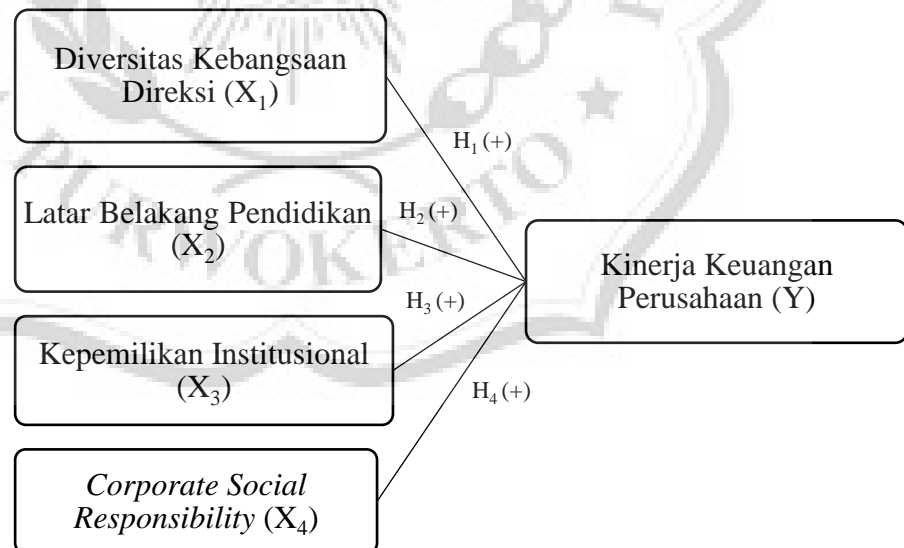 Diversitas Kebangsaan
Direksi (X₁)
H₁ (+)
Latar Belakang Pendidikan
(X₂)
H₂ (+)
Kinerja Keuangan
Perusahaan (Y)
H₃ (+)
Kepemilikan Institusional
(X₃)
H₄ (+)
Corporate Social
Responsibility (X₄)
PURWOKERTO